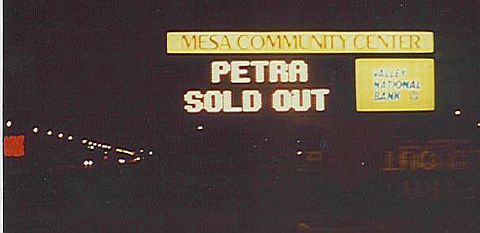 MESA COMMUNITY CENTER
PETRA
SOLD OUT
VALLEY
NATIONAL
BANK